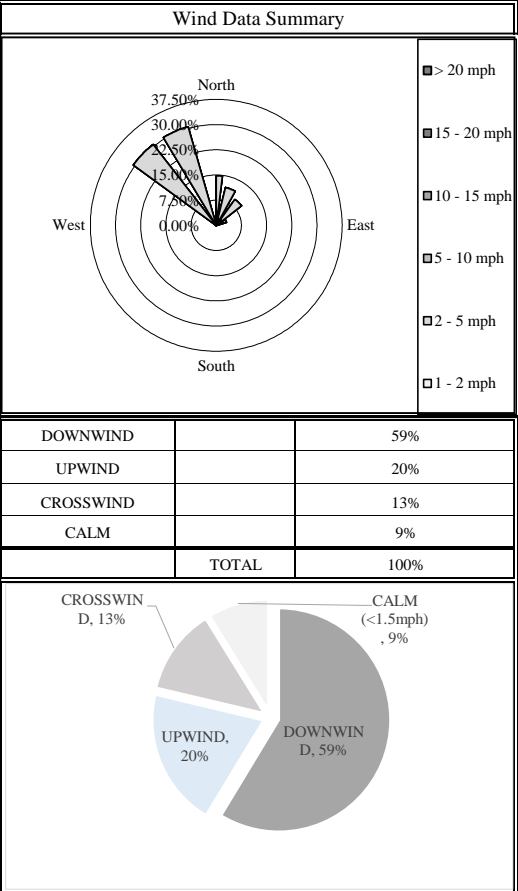 Wind Data Summary
North
37.50%
30.00%
22.50%
15.00%
7.50%
0.00%
West
East
South
> 20 mph
15 - 20 mph
10 - 15 mph
5 - 10 mph
2 - 5 mph
1 - 2 mph
DOWNWIND 59%
UPWIND 20%
CROSSWIND 13%
CALM 9%
TOTAL 100%
CROSSWIN
D, 13%
CALM
(<1.5mph)
, 9%
UPWIND,
20%
DOWNWIN
D, 59%